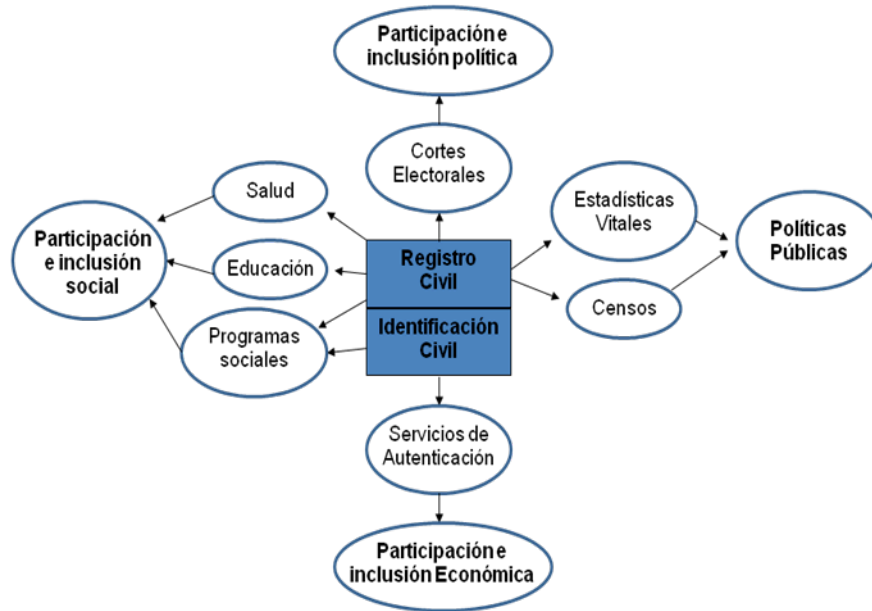 Participación e
inclusión política
Cortes
Electorales
Salud
Estadísticas
Vitales
Participación
e inclusión
social
Políticas
Públicas
Educación
Registro
Civil
Censos
Programas
sociales
Identificación
Civil
Servicios de
Autenticación
Participación e
inclusión Económica